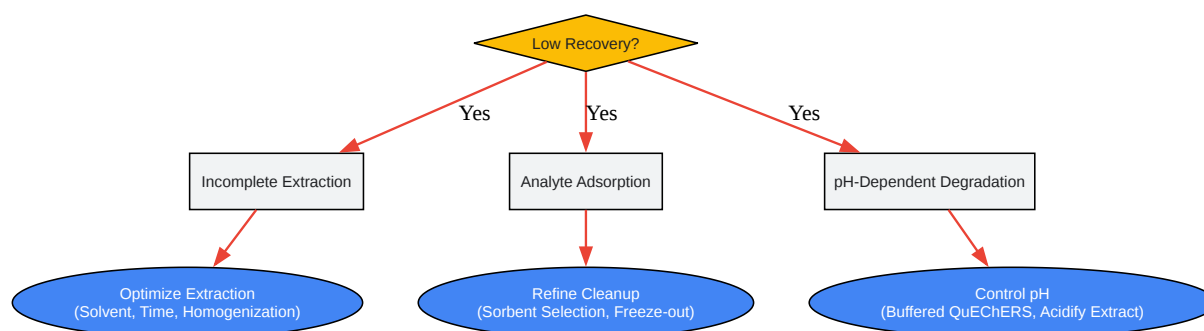 Low Recovery?
Yes
Yes
Yes
Incomplete Extraction
Analyte Adsorption
pH-Dependent Degradation
Optimize Extraction
(Solvent, Time, Homogenization)
Refine Cleanup
(Sorbent Selection, Freeze-out)
Control pH
(Buffered QuEChERS, Acidify Extract)